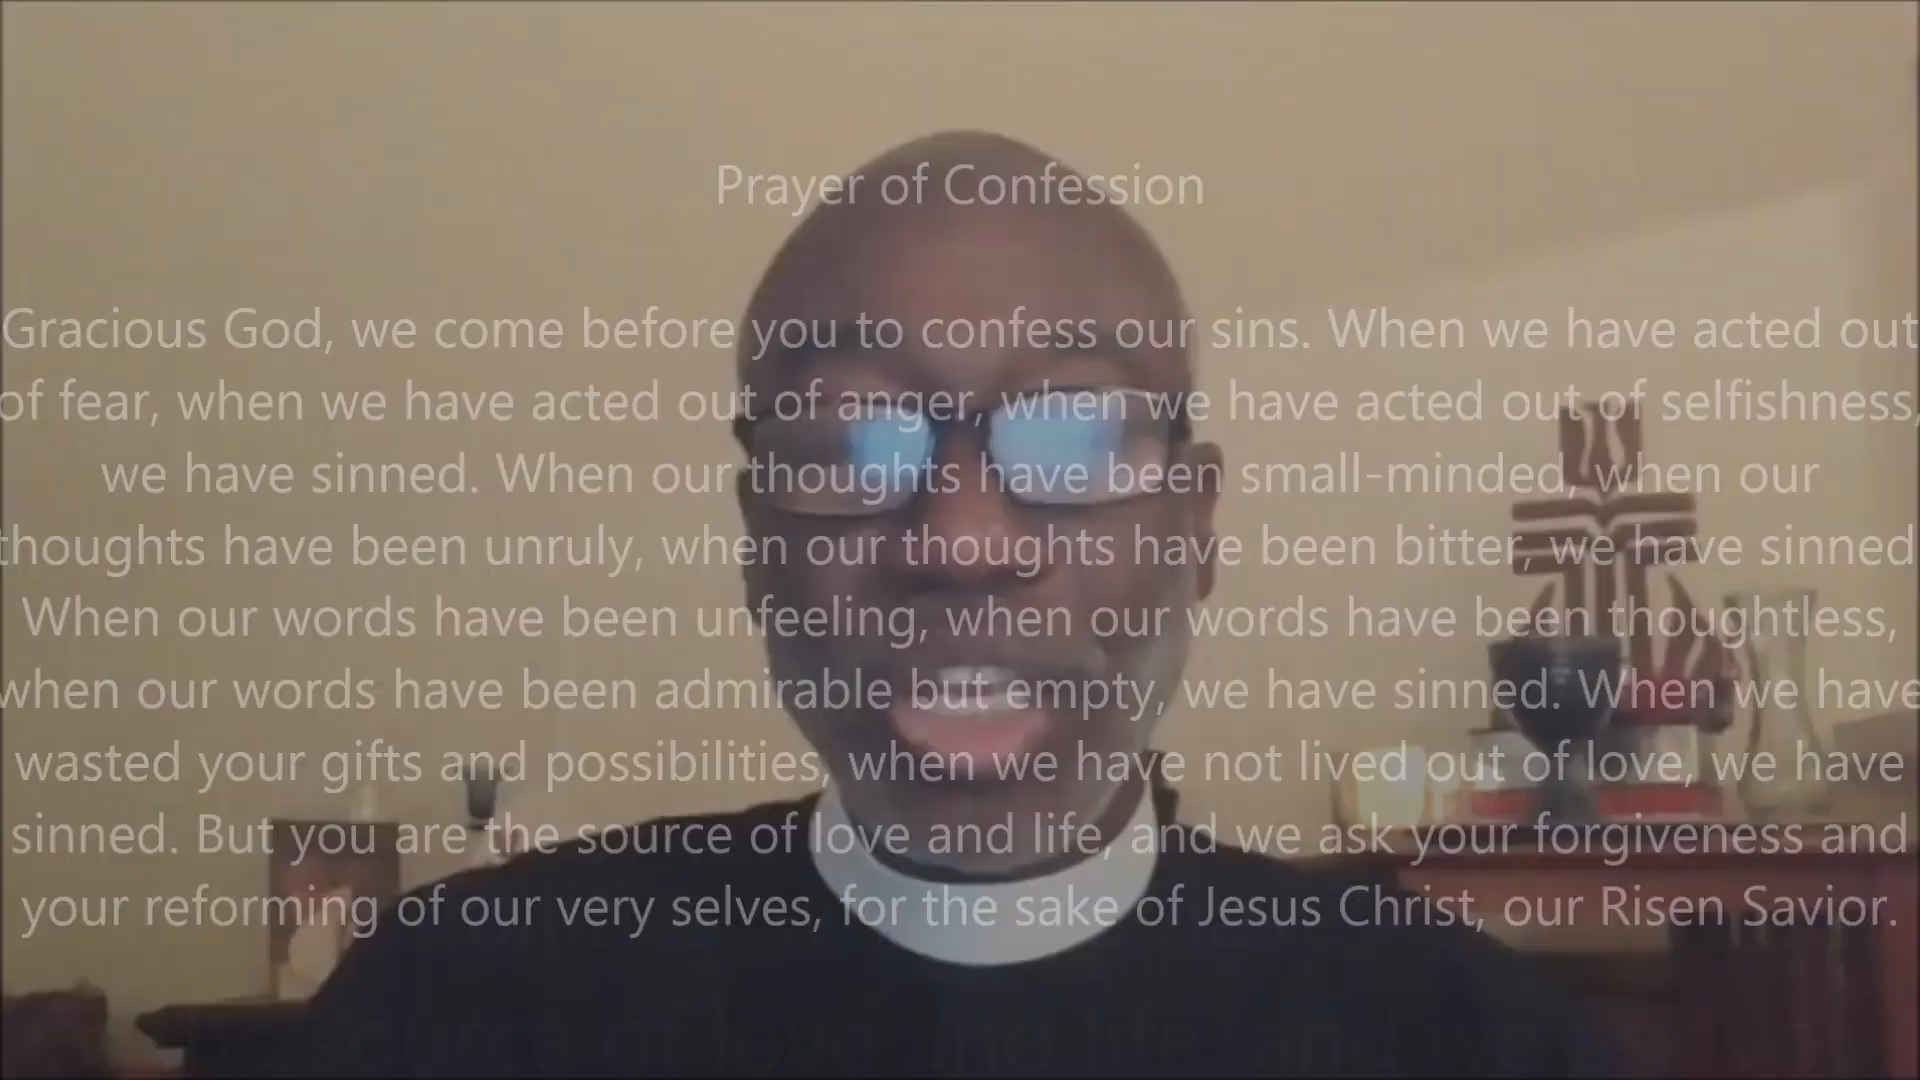 Prayer of Confession
Gracious God, we come before you to confess our sins. When we have acted out
of fear, when we have acted out of anger, when we have acted out of selfishness,
we have sinned. When our thoughts have been small-minded, when our
thoughts have been unruly, when our thoughts have been bitter, we have sinned
When our words have been unfeeling, when our words have been thoughtless,
when our words have been admirable but empty, we have sinned. When we have
wasted your gifts and possibilities, when we have not lived out of love, we have
sinned. But you are the source of love and life, and we ask your forgiveness and
your reforming of our very selves, for the sake of Jesus Christ, our Risen Savior.